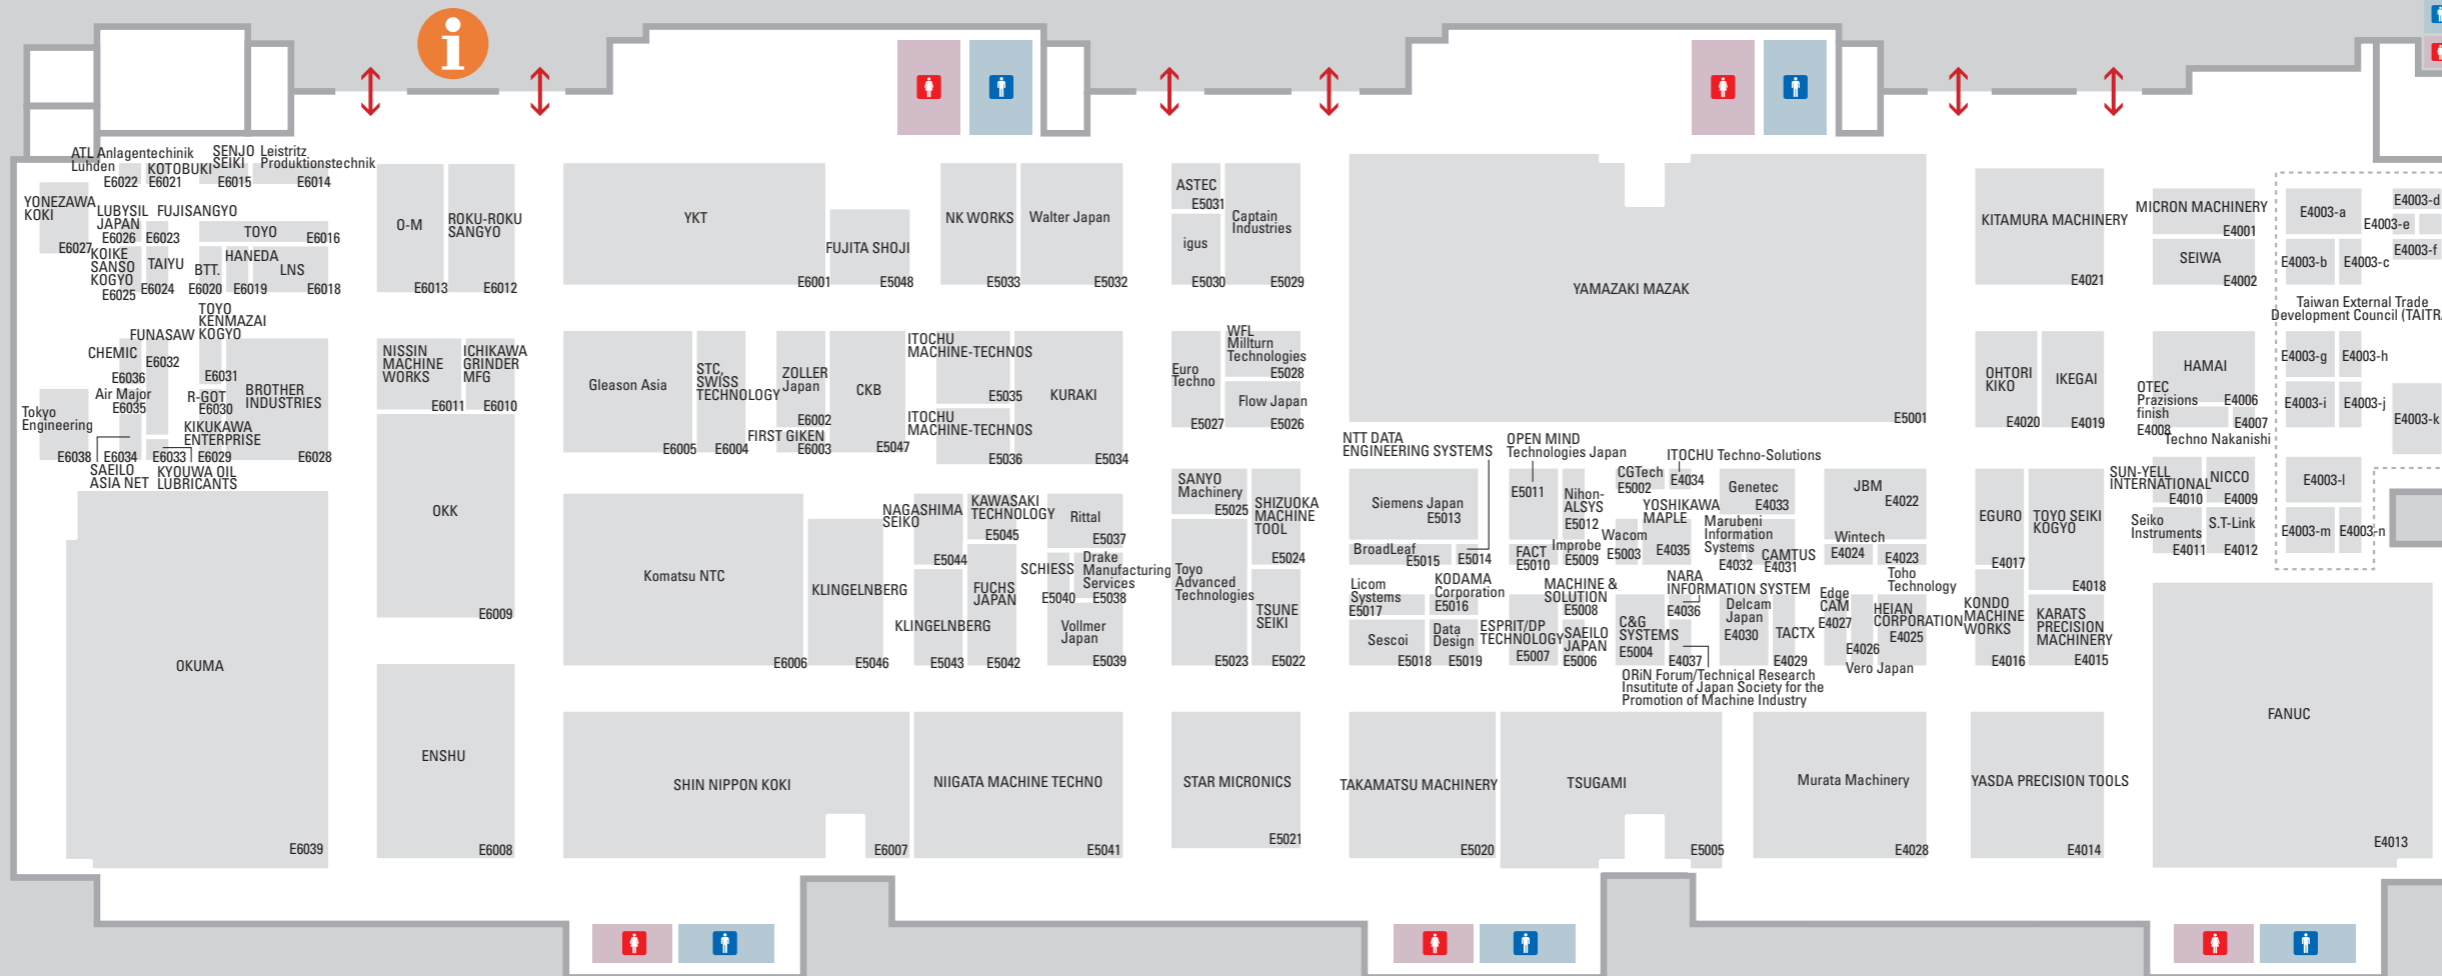 i
ATL Anlagentechinik
Luhden
E6022
KOTOBUKI
E6021
SENJO
SEIKI
E6015
Leistritz
Produktionstechnik
E6014
YONEZAWA
KOKI
E6027
LUBYSIL
JAPAN
E6026
FUJISANGYO
E6023
TOYO
E6016
KOIKE
SANSO
KOGYO
E6025
TAIYU
E6024
BTT.
E6020
HANEDA
E6019
LNS
E6018
O-M
E6013
ROKU-ROKU
SANGYO
E6012
YKT
E6001
FUJITA SHOJI
E5048
NK WORKS
E5033
Walter Japan
E5032
ASTEC
E5031
igus
E5030
Captain
Industries
E5029
YAMAZAKI MAZAK
E5001
KITAMURA MACHINERY
E4021
MICRON MACHINERY
E4001
SEIWA
E4002
E4003-a
E4003-d
E4003-e
E4003-f
E4003-b
E4003-c
Taiwan External Trade
Development Council (TAITRA
E4003-g
E4003-h
E4003-i
E4003-j
E4003-k
E4003-l
E4003-m
E4003-n
TOYO
KENMAZAI
KOGYO
E6031
FUNASAW
E6032
CHEMIC
E6036
Air Major
E6035
R-GOT
E6030
BROTHER
INDUSTRIES
E6028
Tokyo
Engineering
E6038
E6034
SAEILO
ASIA NET
E6033
KYOUWA OIL
LUBRICANTS
KIKUKAWA
ENTERPRISE
E6029
NISSIN
MACHINE
WORKS
E6011
ICHIKAWA
GRINDER
MFG
E6010
Gleason Asia
E6005
STC,
SWISS
TECHNOLOGY
E6004
ZOLLER
Japan
E6002
FIRST GIKEN
E6003
CKB
E5047
ITOCHU
MACHINE-TECHNOS
E5035
ITOCHU
MACHINE-TECHNOS
E5036
KURAKI
E5034
Euro
Techno
E5027
WFL
Millturn
Technologies
E5028
Flow Japan
E5026
OHTORI
KIKO
E4020
IKEGAI
E4019
HAMAI
E4006
OTEC
Prazisions
finish
E4008
E4007
Techno Nakanishi
OKUMA
E6039
OKK
E6009
Komatsu NTC
E6006
KLINGELNBERG
E5046
NAGASHIMA
SEIKO
E5044
KLINGELNBERG
E5043
KAWASAKI
TECHNOLOGY
E5045
FUCHS
JAPAN
E5042
Rittal
E5037
SCHIESS
E5040
Drake
Manufacturing
Services
E5038
Vollmer
Japan
E5039
SANYO
Machinery
E5025
SHIZUOKA
MACHINE
TOOL
E5024
Toyo
Advanced
Technologies
E5023
TSUNE
SEIKI
E5022
NTT DATA
ENGINEERING SYSTEMS
Siemens Japan
E5013
BroadLeaf
E5015
E5014
Licom
Systems
E5017
KODAMA
Corporation
E5016
Sescoi
E5018
Data
Design
E5019
OPEN MIND
Technologies Japan
E5011
Nihon-
ALSYS
E5012
FACT
E5010
Improbe
E5009
MACHINE &
SOLUTION
E5008
ESPRIT/DP
TECHNOLOGY
E5007
SAEILO
JAPAN
E5006
CGTech
E5002
ITOCHU Techno-Solutions
E4034
YOSHIKAWA
MAPLE
E4035
Wacom
E5003
Genetec
E4033
Marubeni
Information
Systems
E4032
CAMTUS
E4031
NARA
INFORMATION SYSTEM
E4036
C&G
SYSTEMS
E5004
E4037
Delcam
Japan
E4030
TACTX
E4029
ORiN Forum/Technical Research
Insutitute of Japan Society for the
Promotion of Machine Industry
JBM
E4022
Wintech
E4024
E4023
Toho
Technology
Edge
CAM
E4027
E4026
HEIAN
CORPORATION
E4025
Vero Japan
EGURO
E4017
TOYO SEIKI
KOGYO
E4018
KONDO
MACHINE
WORKS
E4016
KARATS
PRECISION
MACHINERY
E4015
SUN-YELL
INTERNATIONAL
E4010
NICCO
E4009
Seiko
Instruments
E4011
S.T-Link
E4012
ENSHU
E6008
SHIN NIPPON KOKI
E6007
NIIGATA MACHINE TECHNO
E5041
STAR MICRONICS
E5021
TAKAMATSU MACHINERY
E5020
TSUGAMI
E5005
Murata Machinery
E4028
YASDA PRECISION TOOLS
E4014
FANUC
E4013